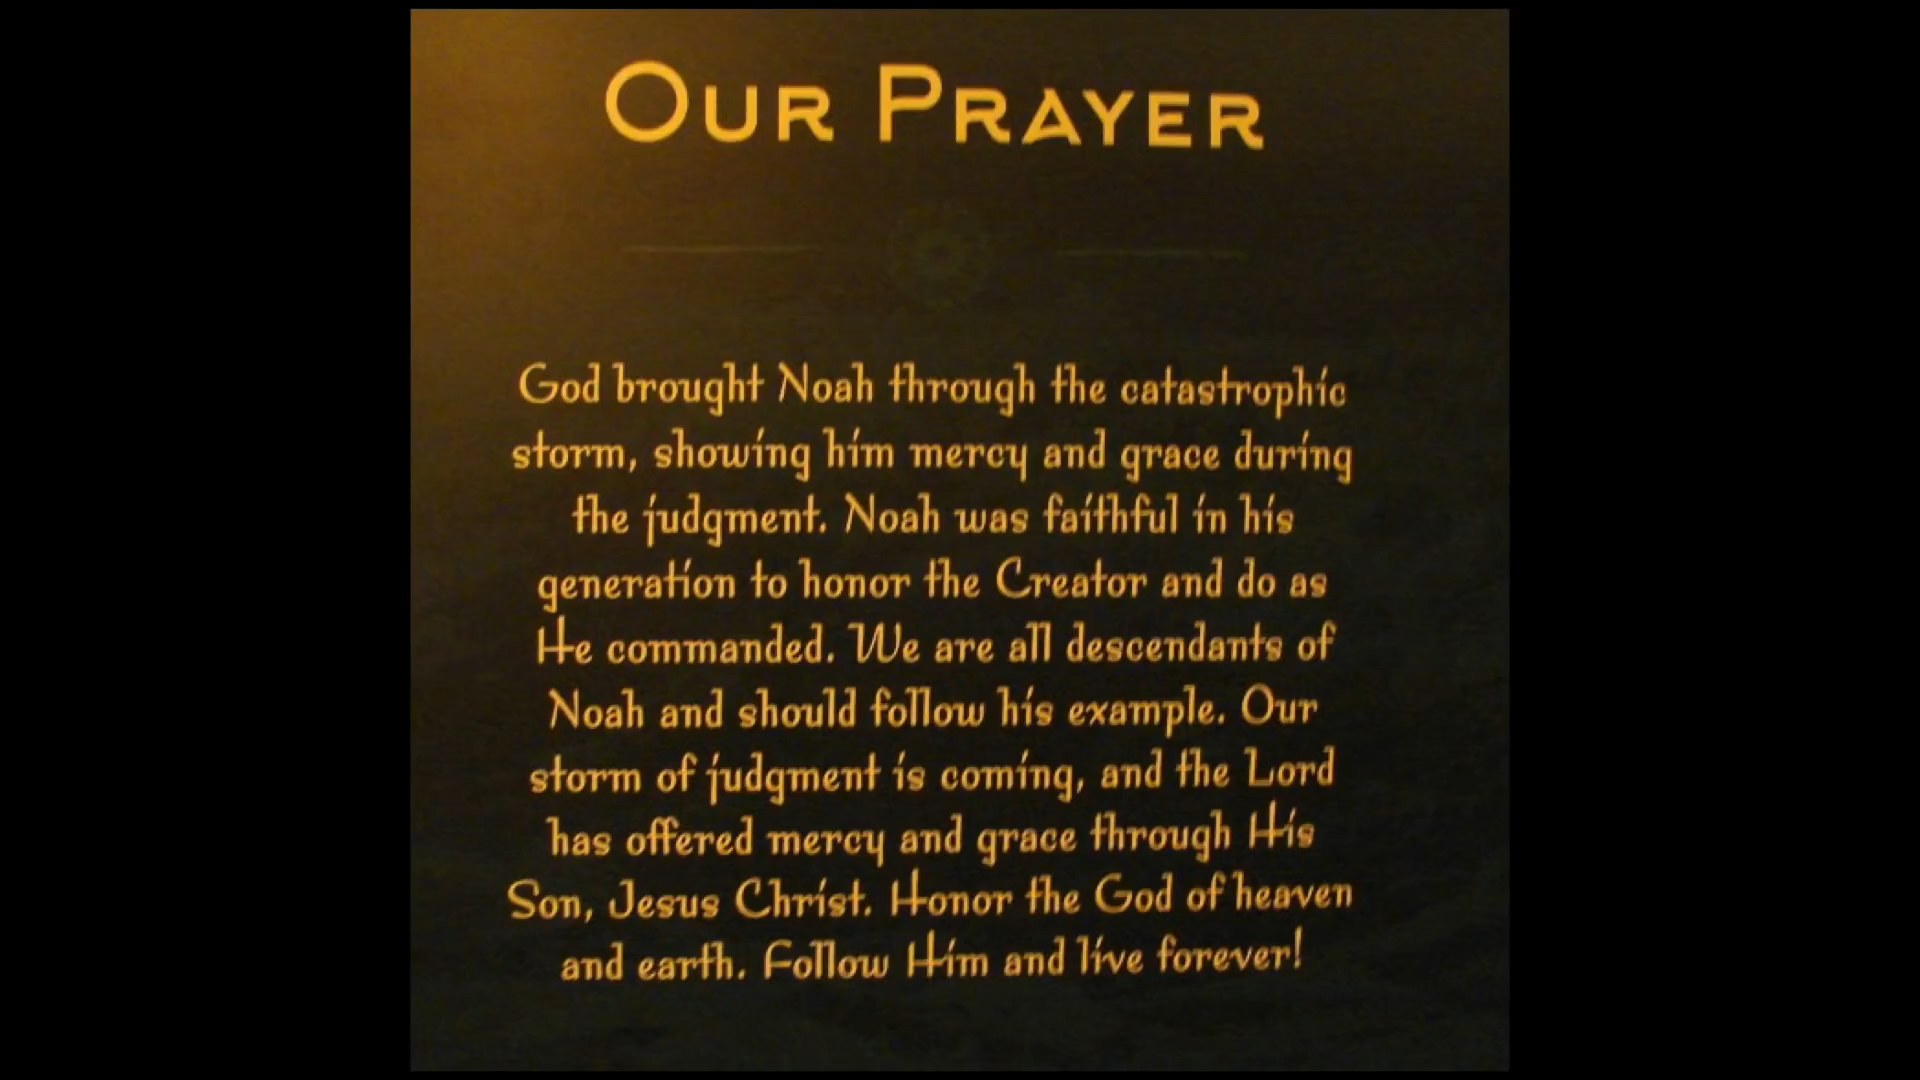 OUR PRAYER
God brought Noah through the catastrophic
storm, showing him mercy and grace during
the judgment. Noah was faithful in his
generation to honor the Creator and do as
He commanded. We are all descendants of
Noah and should follow his example. Our
storm of judgment is coming, and the Lord
has offered mercy and grace through His
Son, Jesus Christ. Honor the God of heaven
and earth. Follow Him and live forever!